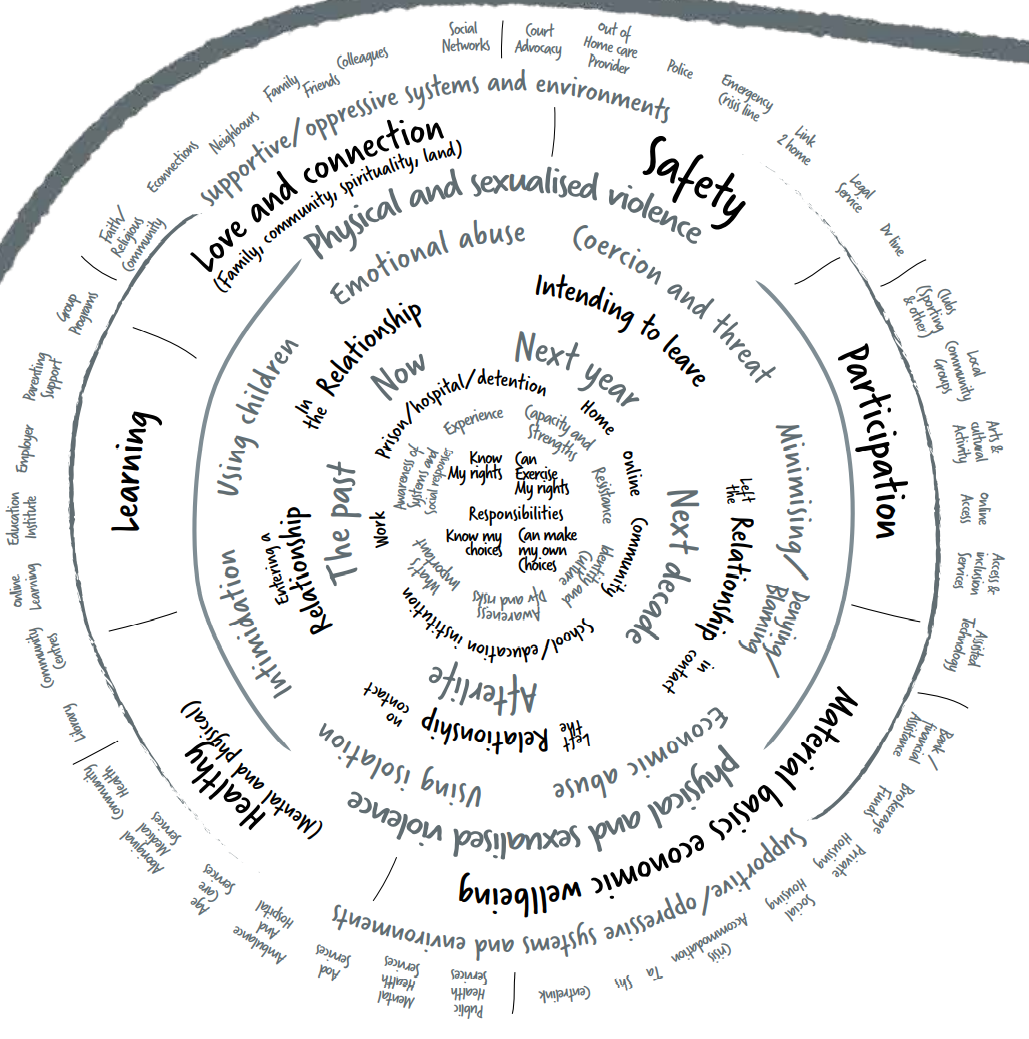 Social
Networks
Court
Advocacy
Out of
Home care
Provider
Police
Emergency
Crisis line
Link
2 home
Legal
Service
Dv line
Clubs
(Sporting
& other)
Local
Community
Groups
Arts &
cultural
Activity
Online
Access
Access &
inclusion
Services
Assisted
Technology
Bank/
Financial
Assistance
Brokerage
Funds
Private
Housing
Social
Housing
Crisis
Accommodation
Ta
Shs
Centrelink
Public
Health
Services
Mental
Health
Services
Aod
Services
Ambulance
And
Hospital
Age
Care
Services
Aboriginal
Medical
Services
Community
Health
Library
Community
Centres
Online
Learning
Education
Institute
Employer
Parenting
Support
Group
Programs
Faith/
Religious
Community
Econnections
Neighbours
Family
Friends
Colleagues
supportive/oppressive systems and environments
Supportive/oppressive systems and environments
Love and connection
(Family, community, spirituality, land)
Safety
Participation
Material basics economic wellbeing
Healthy
(Mental and physical)
Learning
Physical and sexualised violence
physical and sexualised violence
Emotional abuse
Coercion and threat
Minimising/
Denying/
Blaming
Economic abuse
Using isolation
Intimidation
Using children
In
the Relationship
Intending to leave
Left
the Relationship
in
contact
Left
the Relationship
no
contact
Entering a
Relationship
Now
Next year
Next decade
Afterlife
The past
Prison/hospital/detention
Home
online
Community
School/education institution
Work
Experience
Capacity and
Strengths
Resistance
Identity and
Culture
Awareness
Dfv and risks
What's
Important
Awareness of
Systems and
Social responses
Know
My rights
Can
Exercise
My rights
Responsibilities
Know my
choices
Can make
my own
Choices